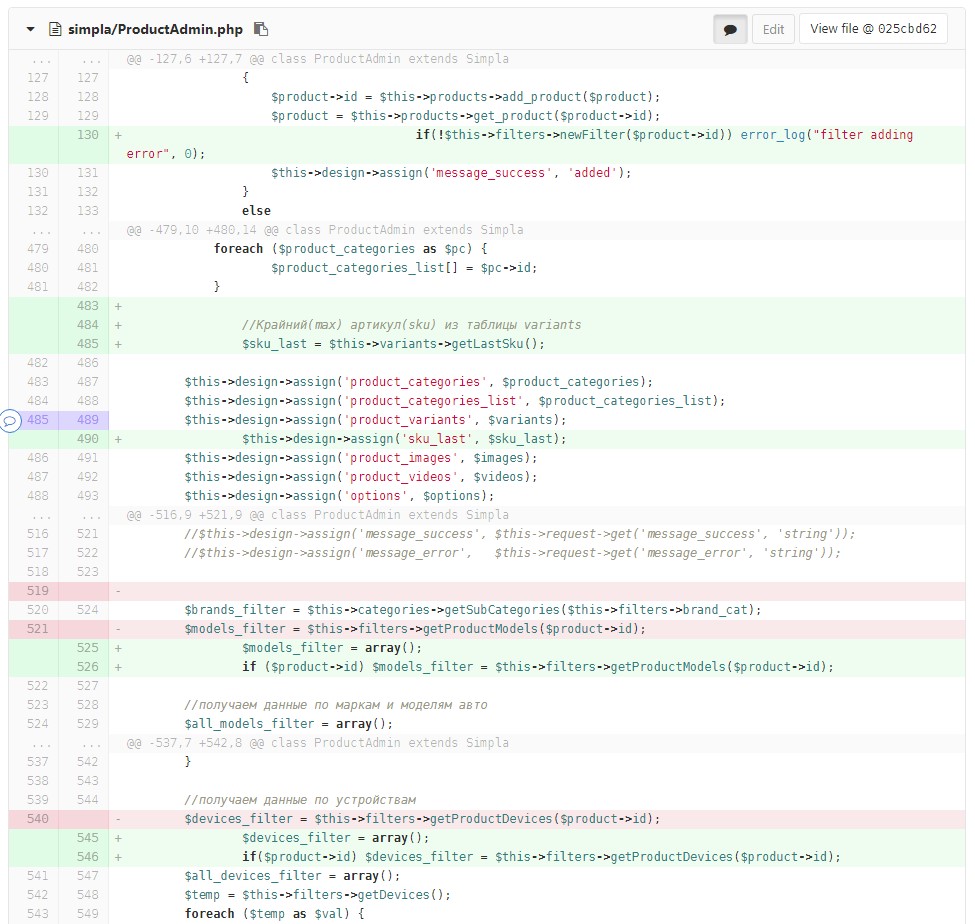 simpla/ProductAdmin.php Edit View file @ 025cbd62
... ... @@ -127,6 +127,7 @@ class ProductAdmin extends Simpla
127 127 {
128 128 $product->id = $this->products->add_product($product);
129 129 $product = $this->products->get_product($product->id);
130 + if(!$this->filters->newFilter($product->id)) error_log("filter adding
error", 0);
130 131 $this->design->assign('message_success', 'added');
131 132 }
132 133 else
... ... @@ -479,10 +480,14 @@ class ProductAdmin extends Simpla
479 480 foreach ($product_categories as $pc) {
480 481 $product_categories_list[] = $pc->id;
481 482 }
483 +
484 + //Крайний(max) артикул(sku) из таблицы variants
485 + $sku_last = $this->variants->getLastSku();
482 486
483 487 $this->design->assign('product_categories', $product_categories);
484 488 $this->design->assign('product_categories_list', $product_categories_list);
485 489 $this->design->assign('product_variants', $variants);
490 + $this->design->assign('sku_last', $sku_last);
486 491 $this->design->assign('product_images', $images);
487 492 $this->design->assign('product_videos', $videos);
488 493 $this->design->assign('options', $options);
... ... @@ -516,9 +521,9 @@ class ProductAdmin extends Simpla
516 521 //$this->design->assign('message_success', $this->request->get('message_success', 'string'));
517 522 //$this->design->assign('message_error', $this->request->get('message_error', 'string'));
518 523
519 -
520 524 $brands_filter = $this->categories->getSubCategories($this->filters->brand_cat);
521 - $models_filter = $this->filters->getProductModels($product->id);
525 + $models_filter = array();
526 + if ($product->id) $models_filter = $this->filters->getProductModels($product->id);
522 527
523 528 //получаем данные по маркам и моделям авто
524 529 $all_models_filter = array();
... ... @@ -537,7 +542,8 @@ class ProductAdmin extends Simpla
537 542 }
538 543
539 544 //получаем данные по устройствам
540 - $devices_filter = $this->filters->getProductDevices($product->id);
545 + $devices_filter = array();
546 + if($product->id) $devices_filter = $this->filters->getProductDevices($product->id);
541 547 $all_devices_filter = array();
542 548 $temp = $this->filters->getDevices();
543 549 foreach ($temp as $val) {